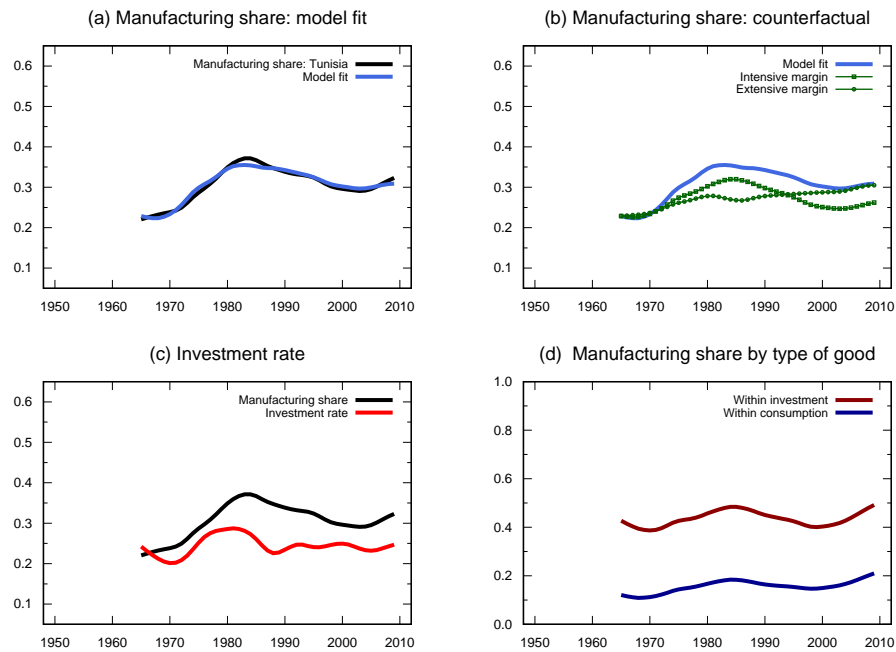 (a) Manufacturing share: model fit
0.6
0.5
0.4
0.3
0.2
0.1
1950 1960 1970 1980 1990 2000 2010
Manufacturing share: Tunisia
Model fit
(b) Manufacturing share: counterfactual
0.6
0.5
0.4
0.3
0.2
0.1
1950 1960 1970 1980 1990 2000 2010
Model fit
Intensive margin
Extensive margin
(c) Investment rate
0.6
0.5
0.4
0.3
0.2
0.1
1950 1960 1970 1980 1990 2000 2010
Manufacturing share
Investment rate
(d) Manufacturing share by type of good
1.0
0.8
0.6
0.4
0.2
0.0
1950 1960 1970 1980 1990 2000 2010
Within investment
Within consumption